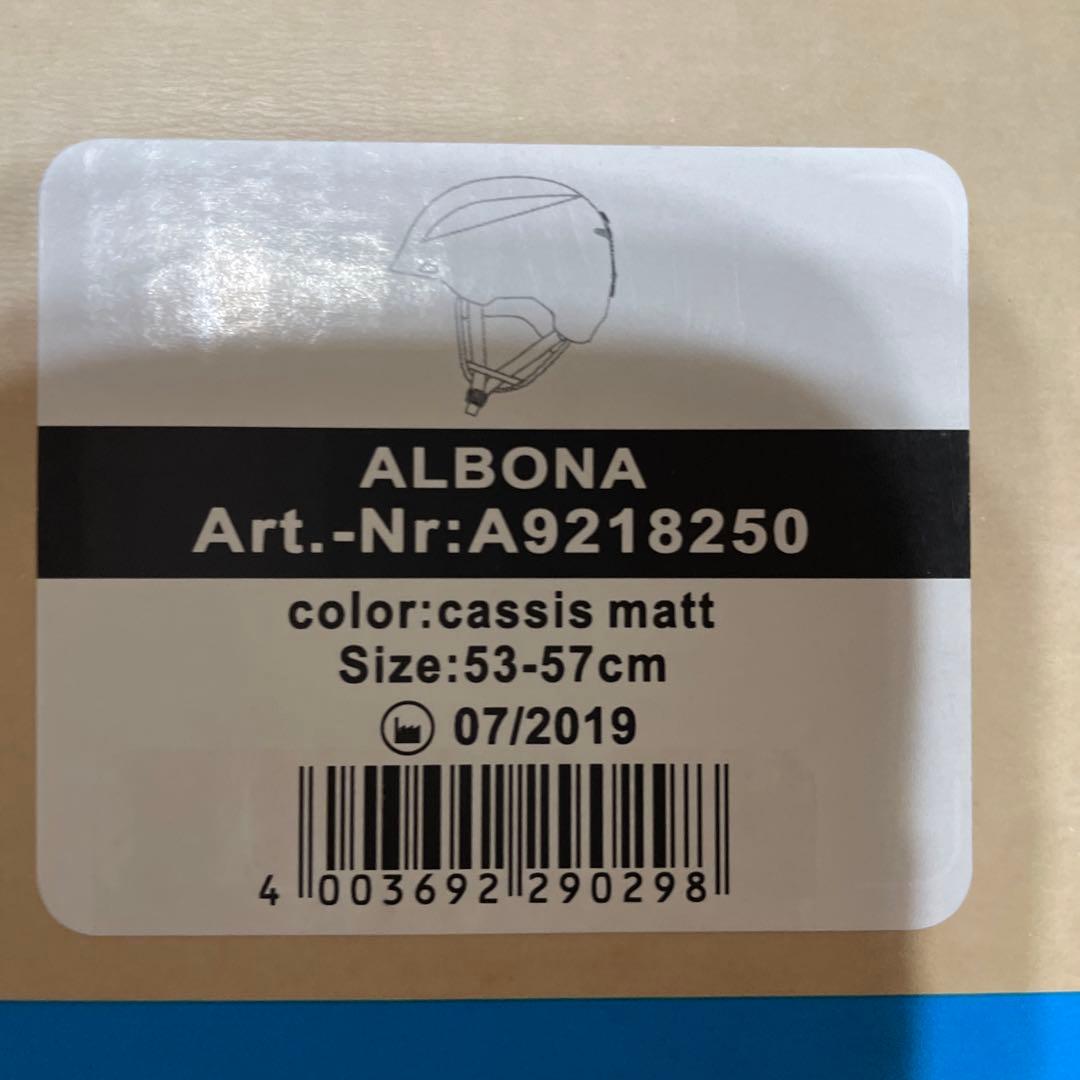 ALBONA
Art.-Nr:A9218250
color:cassis matt
Size:53-57cm
07/2019
4 003692 290298